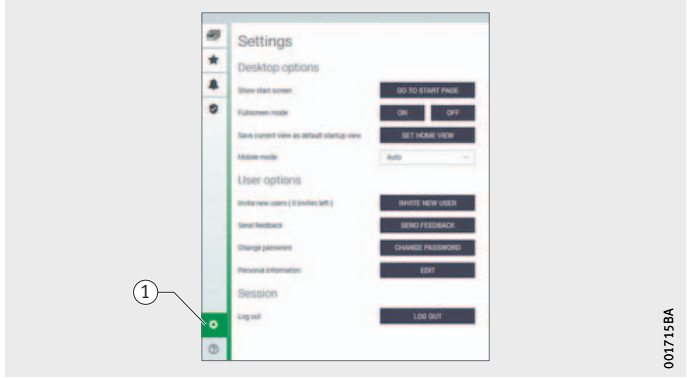 Settings
Desktop options
Show start screen GO TO START PAGE
Fullscreen mode ON OFF
Save current view as default startup view SET HOME VIEW
Mobile mode Auto
User options
Invite new users ( 0 invites left ) INVITE NEW USER
Send feedback SEND FEEDBACK
Change password CHANGE PASSWORD
Personal information EDIT
Session
Log out LOG OUT
1
001715BA